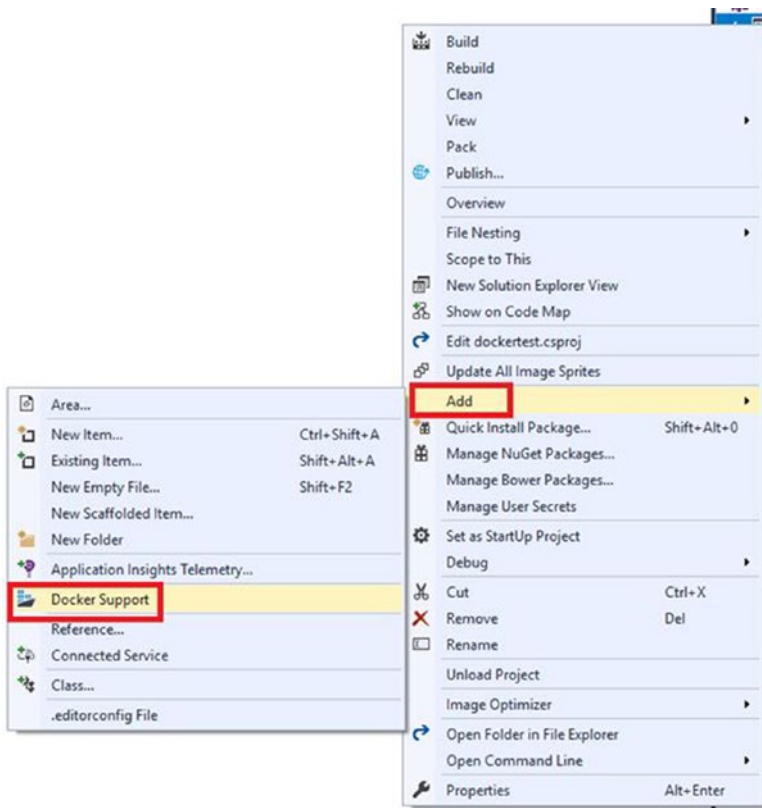 Build
Rebuild
Clean
View
Pack
Publish...
Overview
File Nesting
Scope to This
New Solution Explorer View
Show on Code Map
Edit dockertest.csproj
Update All Image Sprites
Add
Quick Install Package... Shift+Alt+0
Manage NuGet Packages...
Manage Bower Packages...
Manage User Secrets
Set as StartUp Project
Debug
Cut Ctrl+X
Remove Del
Rename
Unload Project
Image Optimizer
Open Folder in File Explorer
Open Command Line
Properties Alt+Enter
Area...
New Item... Ctrl+Shift+A
Existing Item... Shift+Alt+A
New Empty File... Shift+F2
New Scaffolded Item...
New Folder
Application Insights Telemetry...
Docker Support
Reference...
Connected Service
Class...
.editorconfig File